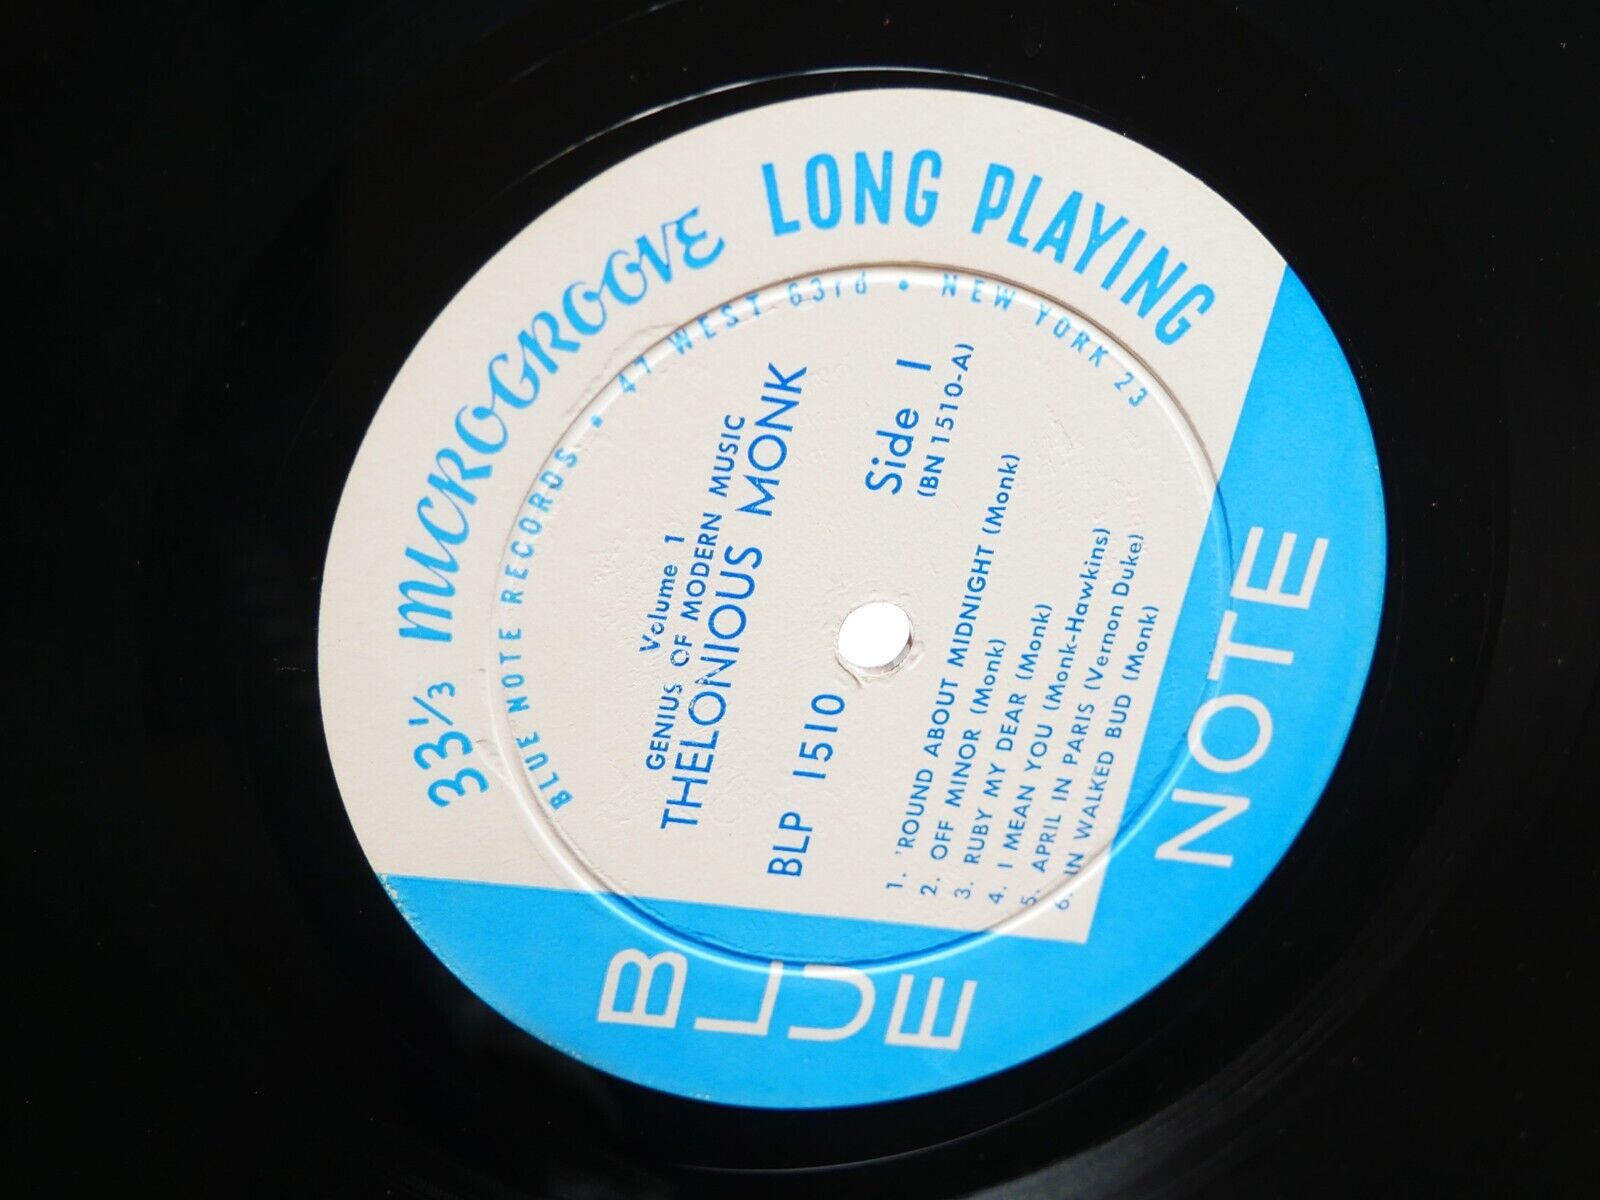 33⅓ MICROGROOVE LONG PLAYING
BLUE NOTE RECORDS • 47 WEST 63rd • NEW YORK 23
Volume 1
GENIUS OF MODERN MUSIC
THELONIOUS MONK
BLP 1510
Side 1
(BN 1510-A)
1. 'ROUND ABOUT MIDNIGHT (Monk)
2. OFF MINOR (Monk)
3. RUBY MY DEAR (Monk)
4. I MEAN YOU (Monk-Hawkins)
5. APRIL IN PARIS (Vernon Duke)
6. IN WALKED BUD (Monk)
BLUE
NOTE